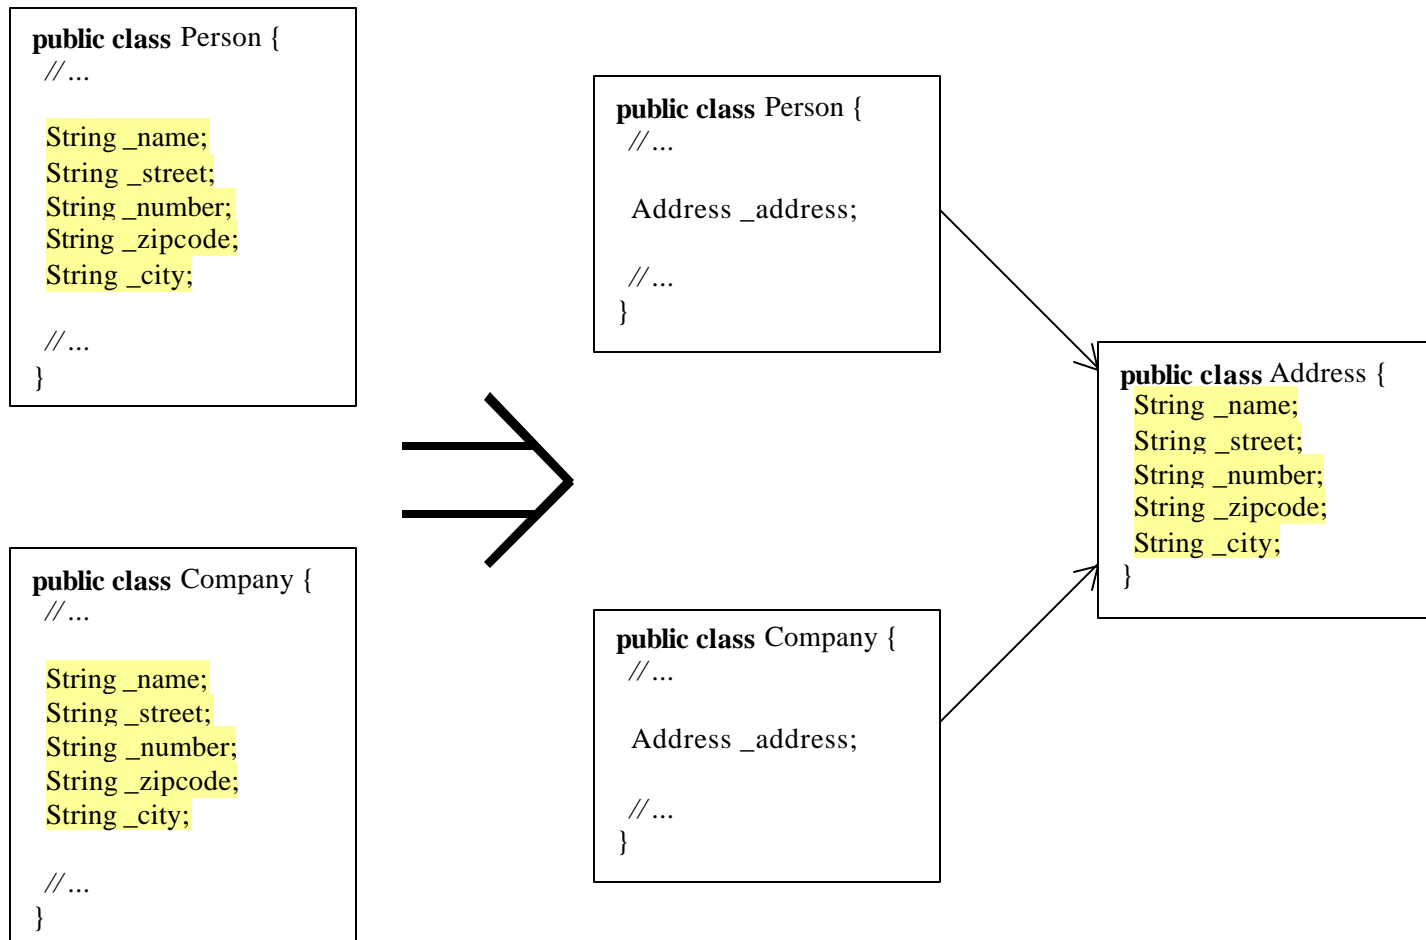 public class Person {
// ...
String _name;
String _street;
String _number;
String _zipcode;
String _city;
// ...
}
public class Company {
// ...
String _name;
String _street;
String _number;
String _zipcode;
String _city;
// ...
}
public class Person {
// ...
Address _address;
// ...
}
public class Company {
// ...
Address _address;
// ...
}
public class Address {
String _name;
String _street;
String _number;
String _zipcode;
String _city;
}